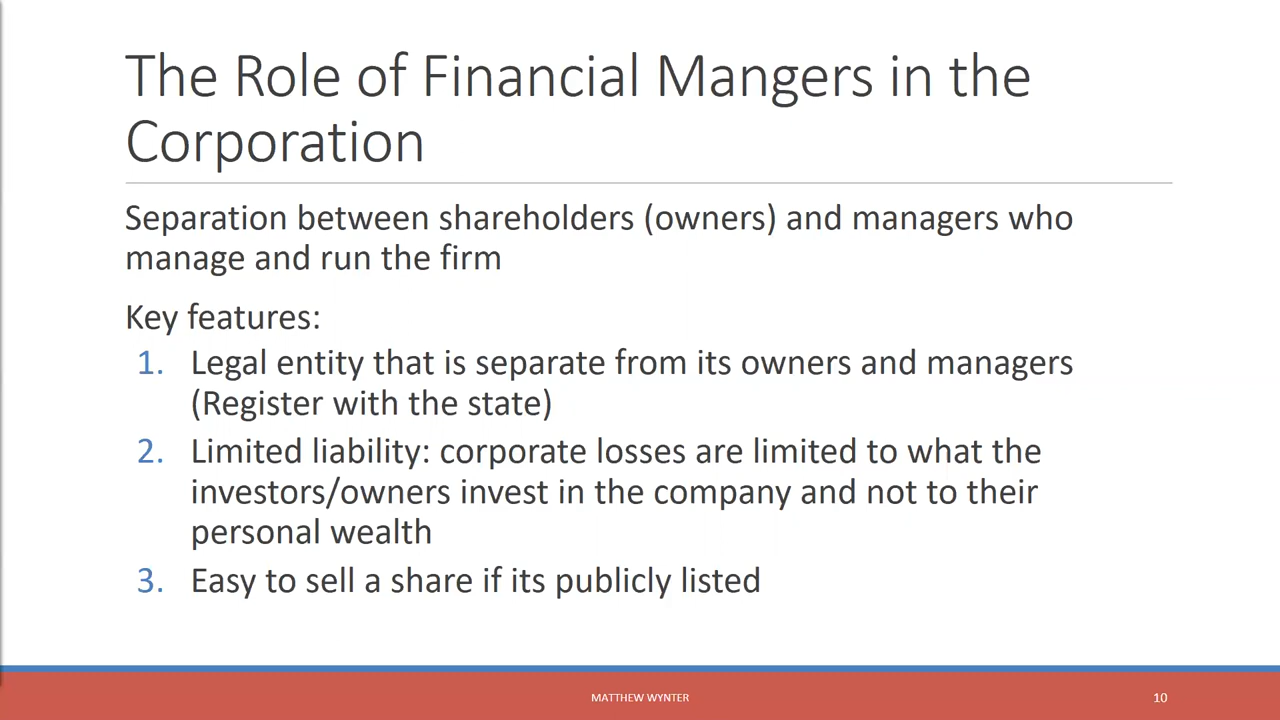 The Role of Financial Mangers in the
Corporation
Separation between shareholders (owners) and managers who
manage and run the firm
Key features:
1. Legal entity that is separate from its owners and managers
(Register with the state)
2. Limited liability: corporate losses are limited to what the
investors/owners invest in the company and not to their
personal wealth
3. Easy to sell a share if its publicly listed
MATTHEW WYNTER
10